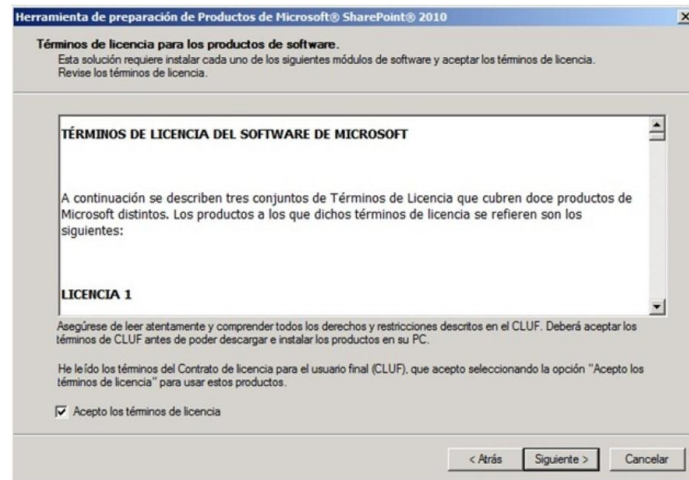 Herramienta de preparación de Productos de Microsoft® SharePoint® 2010
Términos de licencia para los productos de software.
Esta solución requiere instalar cada uno de los siguientes módulos de software y aceptar los términos de licencia.
Revise los términos de licencia.
TÉRMINOS DE LICENCIA DEL SOFTWARE DE MICROSOFT
A continuación se describen tres conjuntos de Términos de Licencia que cubren doce productos de
Microsoft distintos. Los productos a los que dichos términos de licencia se refieren son los
siguientes:
LICENCIA 1
Asegúrese de leer atentamente y comprender todos los derechos y restricciones descritos en el CLUF. Deberá aceptar los
términos de CLUF antes de poder descargar e instalar los productos en su PC.
He leído los términos del Contrato de licencia para el usuario final (CLUF), que acepto seleccionando la opción "Acepto los
términos de licencia" para usar estos productos.
Acepto los términos de licencia
< Atrás Siguiente > Cancelar